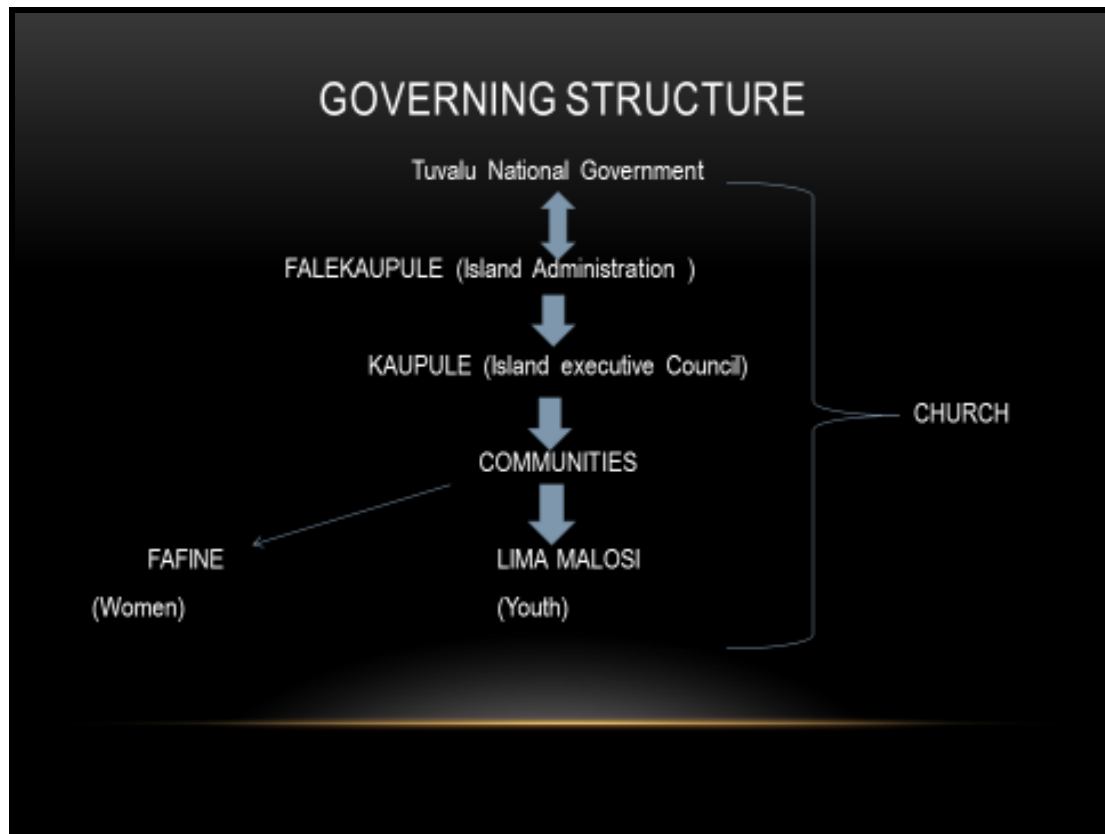 GOVERNING STRUCTURE
Tuvalu National Government
FALEKAUPULE (Island Administration )
KAUPULE (Island executive Council)
CHURCH
COMMUNITIES
FAFINE LIMA MALOSI
(Women) (Youth)